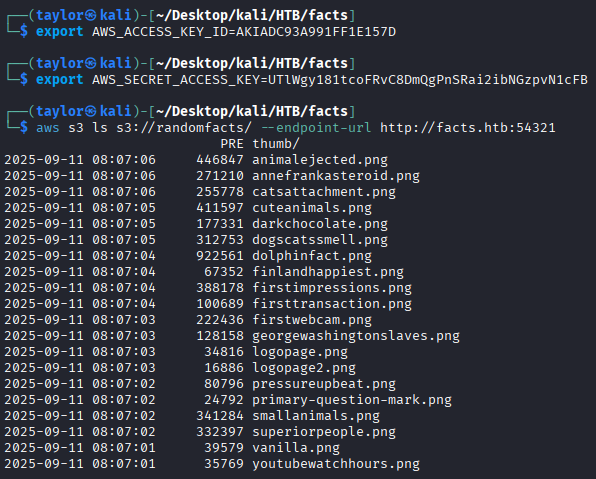 ┌──(taylor㉿kali)-[~/Desktop/kali/HTB/facts]
└─$ export AWS_ACCESS_KEY_ID=AKIADC93A991FF1E157D
┌──(taylor㉿kali)-[~/Desktop/kali/HTB/facts]
└─$ export AWS_SECRET_ACCESS_KEY=UTlWgy181tcoFRvC8DmQgPnSRai2ibNGzpvN1cFB
┌──(taylor㉿kali)-[~/Desktop/kali/HTB/facts]
└─$ aws s3 ls s3://randomfacts/ --endpoint-url http://facts.htb:54321
PRE thumb/
2025-09-11 08:07:06 446847 animalejected.png
2025-09-11 08:07:06 271210 annefrankasteroid.png
2025-09-11 08:07:06 255778 catsattachment.png
2025-09-11 08:07:05 411597 cuteanimals.png
2025-09-11 08:07:05 177331 darkchocolate.png
2025-09-11 08:07:05 312753 dogscatssmell.png
2025-09-11 08:07:04 922561 dolphinfact.png
2025-09-11 08:07:04 67352 finlandhappiest.png
2025-09-11 08:07:04 388178 firstimpressions.png
2025-09-11 08:07:04 100689 firsttransaction.png
2025-09-11 08:07:03 222436 firstwebcam.png
2025-09-11 08:07:03 128158 georgewashingtonslaves.png
2025-09-11 08:07:03 34816 logopage.png
2025-09-11 08:07:03 16886 logopage2.png
2025-09-11 08:07:02 80796 pressureupbeat.png
2025-09-11 08:07:02 24792 primary-question-mark.png
2025-09-11 08:07:02 341284 smallanimals.png
2025-09-11 08:07:02 332397 superiorpeople.png
2025-09-11 08:07:01 39579 vanilla.png
2025-09-11 08:07:01 35769 youtubewatchhours.png